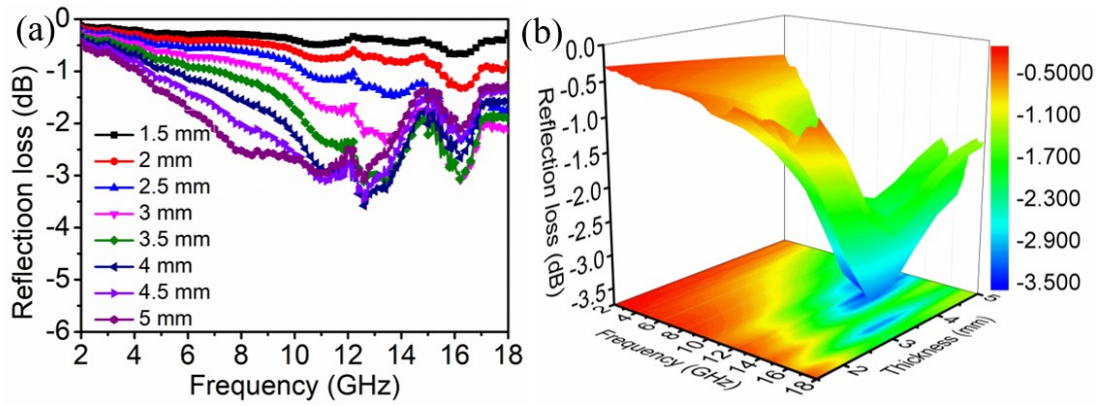 (a)
0
-1
-2
-3
-4
-5
-6
Reflectioon loss (dB)
1.5 mm
2 mm
2.5 mm
3 mm
3.5 mm
4 mm
4.5 mm
5 mm
2 4 6 8 10 12 14 16 18
Frequency (GHz)
(b)
0.0
-0.5
-1.0
-1.5
-2.0
-2.5
-3.0
-3.5
Reflection loss (dB)
2 4 6 8 10 12 14 16 18
Frequency (GHz)
2 3 4 5
Thickness (mm)
-0.5000
-1.100
-1.700
-2.300
-2.900
-3.500